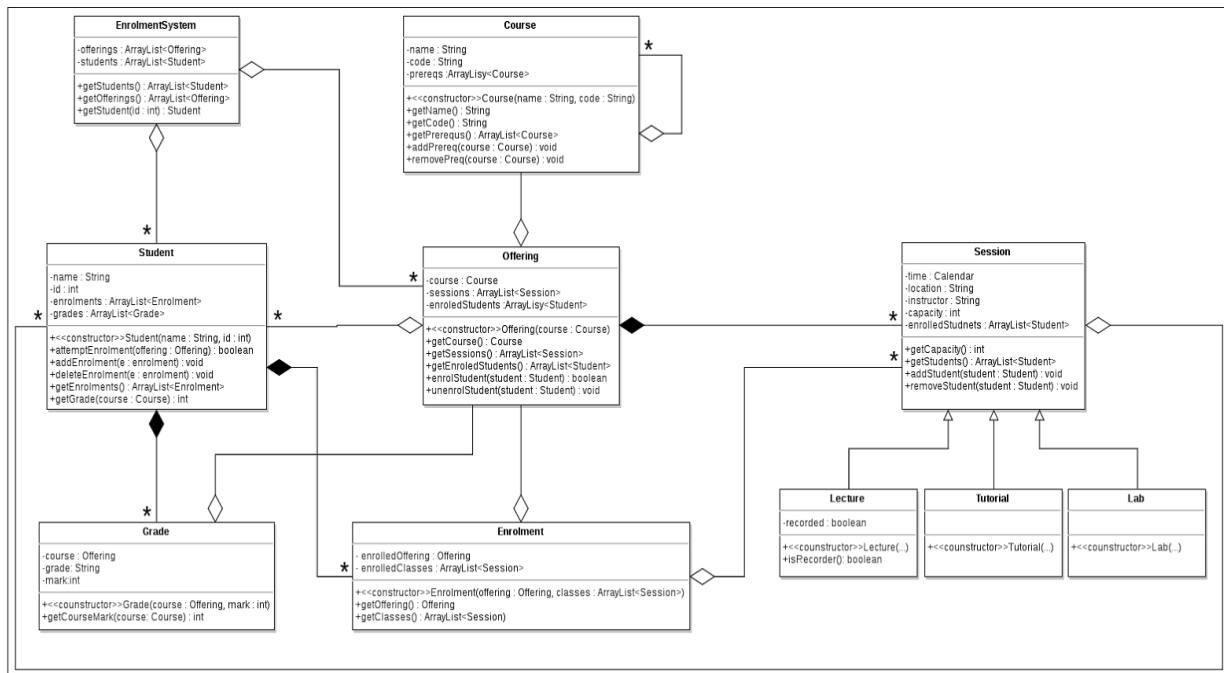 EnrolmentSystem
-offerings : ArrayList<Offering>
-students : ArrayList<Student>
+getStudents() : ArrayList<Student>
+getOfferings() : ArrayList<Offering>
+getStudent(id : int) : Student
*
*
Course
-name : String
-code : String
-prereqs :ArrayLisy<Course>
+<<constructor>>Course(name : String, code : String)
+getName() : String
+getCode() : String
+getPrerequs() : ArrayList<Course>
+addPrereq(course : Course) : void
+removePreq(course : Course) : void
*
Student
-name : String
-id : int
-enrolments : ArrayList<Enrolment>
-grades : ArrayList<Grade>
+<<constructor>>Student(name : String, id : int)
+attemptEnrolment(offering : Offering) : boolean
+addEnrolment(e : enrolment) : void
+deleteEnrolment(e : enrolment) : void
+getEnrolments() : ArrayList<Enrolment>
+getGrade(course : Course) : int
*
*
Offering
-course : Course
-sessions : ArrayList<Session>
-enroledStudents : ArrayLisy<Student>
+<<constructor>>Offering(course : Course)
+getCourse() : Course
+getSessions() : ArrayList<Session>
+getEnroledStudents() : ArrayList<Student>
+enrolStudent(student : Student) : boolean
+unenrolStudent(student : Student) : void
*
*
Session
-time : Calendar
-location : String
-instructor : String
-capacity : int
-enrolledStudnets : ArrayList<Student>
+getCapacity() : int
+getStudents() : ArrayList<Student>
+addStudent(student : Student) : void
+removeStudent(student : Student) : void
*
Grade
-course : Offering
-grade: String
-mark:int
+<<counstructor>>Grade(course : Offering, mark : int)
+getCourseMark(course: Course) : int
*
Enrolment
- enrolledOffering : Offering
- enrolledClasses : ArrayList<Session>
+<<constructor>>Enrolment(offering : Offering, classes : ArrayList<Session>)
+getOffering() : Offering
+getClasses() : ArrayList<Session)
Lecture
-recorded : boolean
+<<counstructor>>Lecture(...)
+isRecorder(): boolean
Tutorial
+<<counstructor>>Tutorial(...)
Lab
+<<counstructor>>Lab(...)